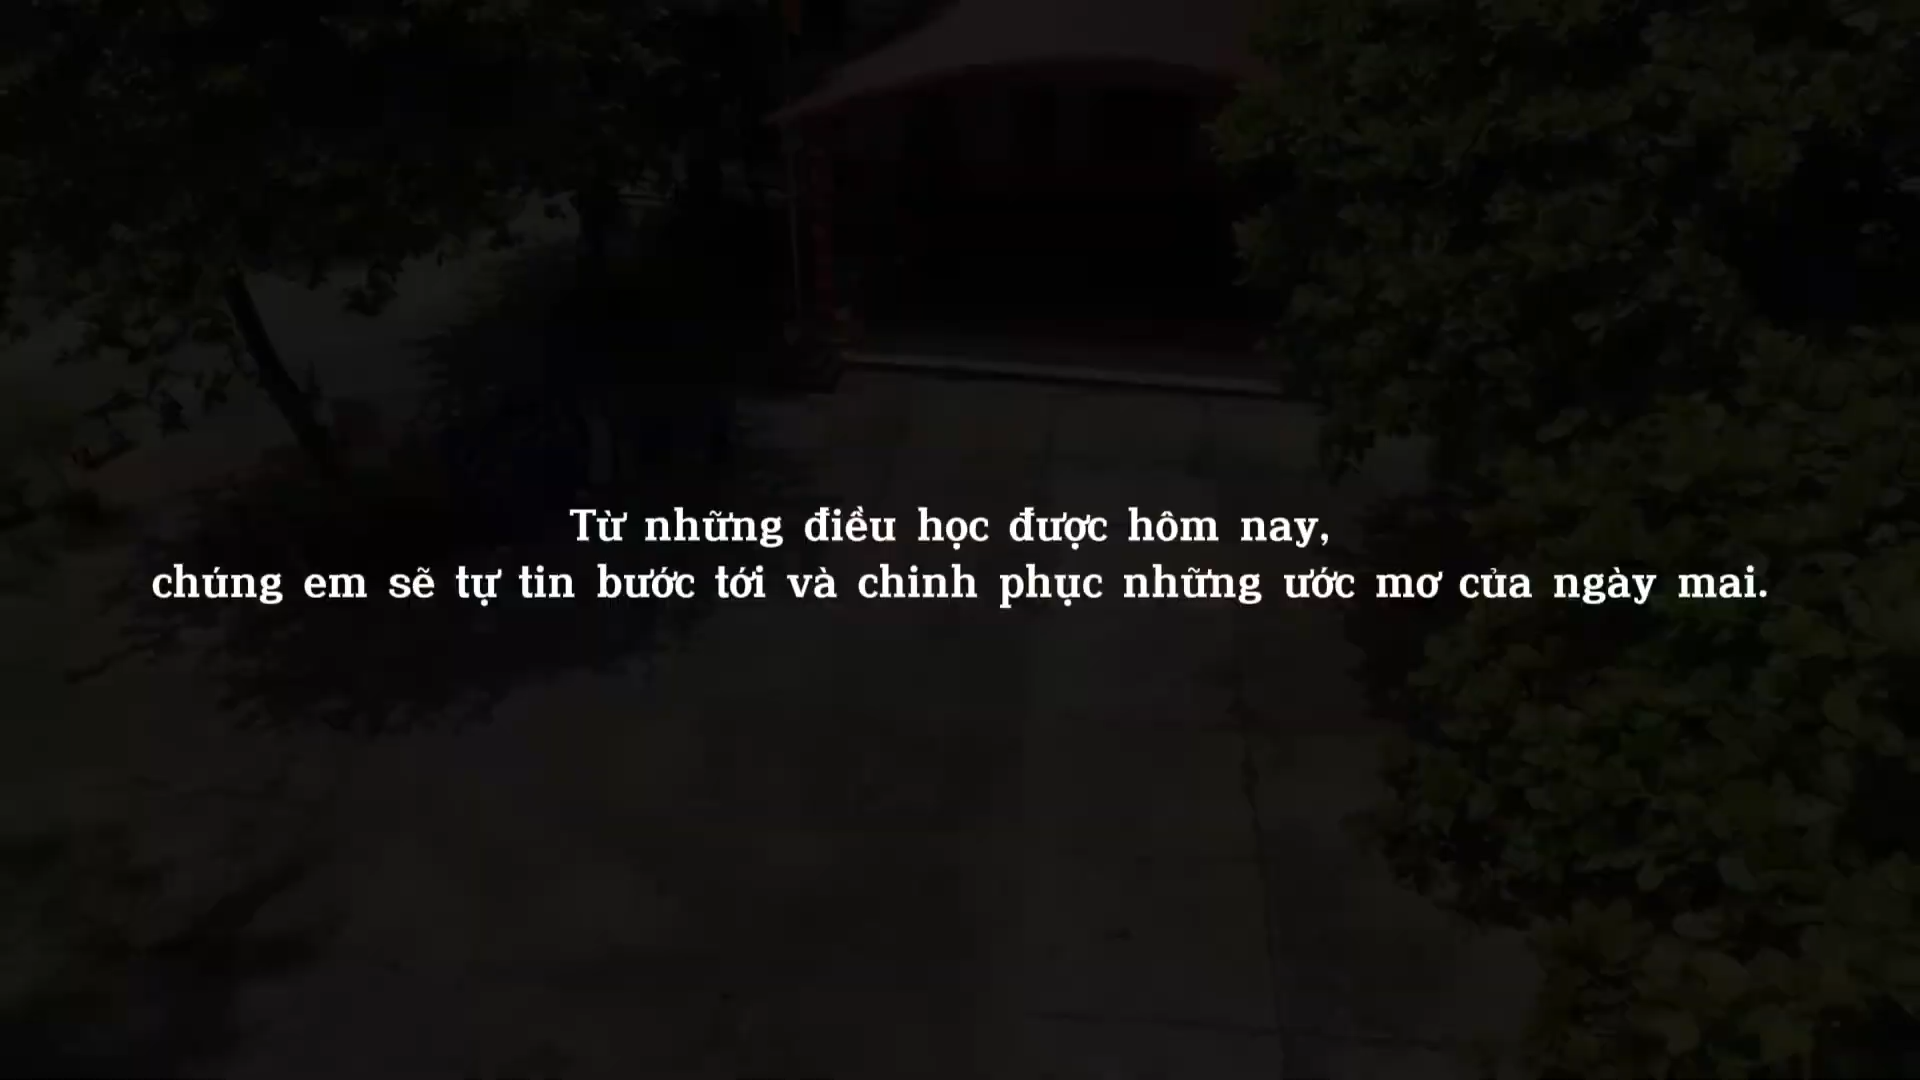 Từ những điều học được hôm nay,
chúng em sẽ tự tin bước tới và chinh phục những ước mơ của ngày mai.